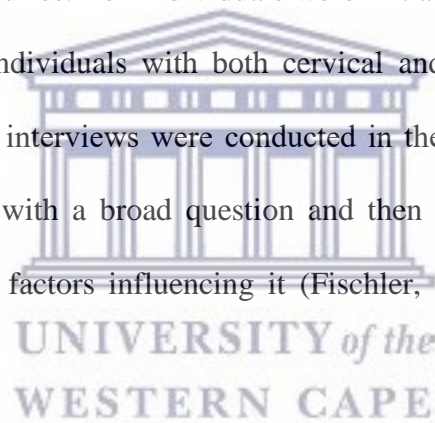 individuals with both cervical and
interviews were conducted in the
with a broad question and then
factors influencing it (Fischler,
UNIVERSITY of the
WESTERN CAPE